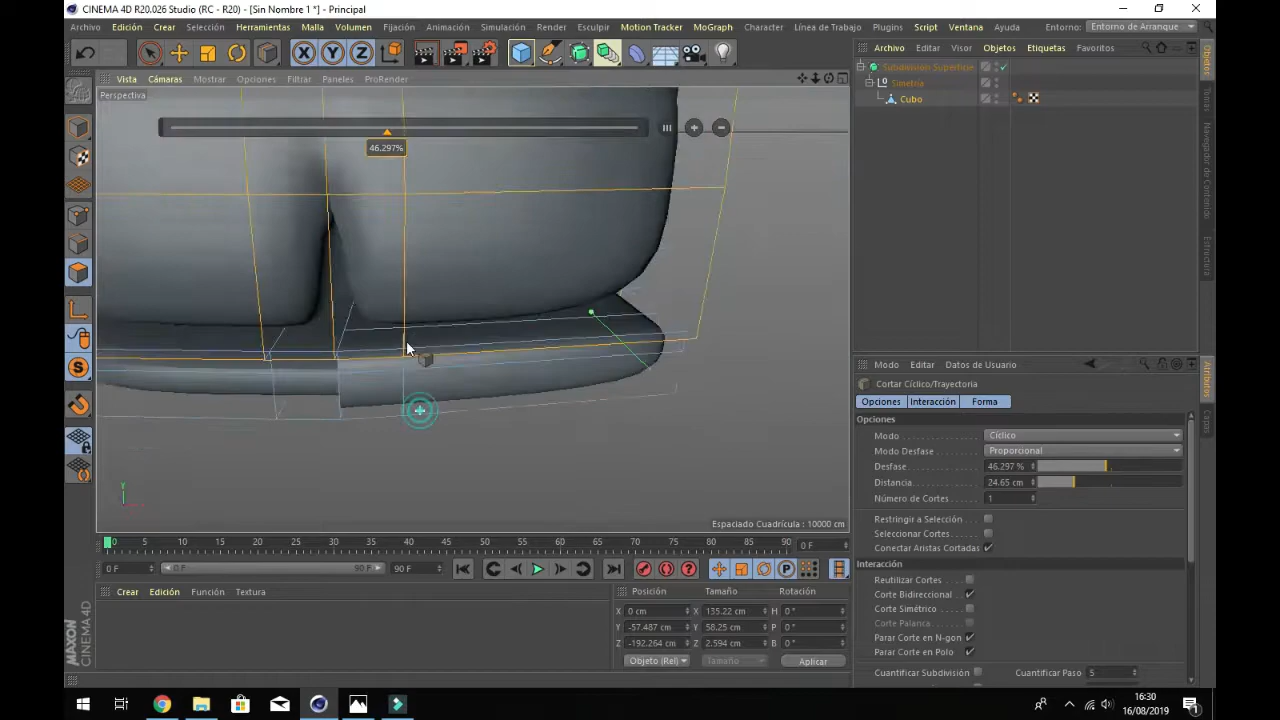 CINEMA 4D R20.026 Studio (RC - R20) - [Sin Nombre 1 *] - Principal
Archivo Edición Crear Selección Herramientas Malla Volumen Fijación Animación Simulación Render Esculpir Motion Tracker MoGraph Character Línea de Trabajo Plugins Script Ventana Ayuda Entorno: Entorno de Arranque
X Y Z
Archivo Editar Visor Objetos Etiquetas Favoritos
Vista Cámaras Mostrar Opciones Filtrar Paneles ProRender
Subdivisión Superficie
Perspectiva
Simetría
Cubo
46.297%
Objetos
Tomas
Navegador de Contenido
Estructura
Modo Editar Datos de Usuario
Cortar Cíclico/Trayectoria
Opciones Interacción Forma
Opciones
Modo Cíclico
Modo Desfase Proporcional
Desfase 46.297 %
Distancia 24.65 cm
Número de Cortes 1
Restringir a Selección
Seleccionar Cortes
Conectar Aristas Cortadas
Interacción
Reutilizar Cortes
Corte Bidireccional
Corte Simétrico
Corte Palanca
Parar Corte en N-gon
Parar Corte en Polo
Cuantificar Subdivisión Cuantificar Paso 5
Atributos
Capas
Y
Espaciado Cuadrícula : 10000 cm
0 5 10 15 20 25 30 35 40 45 50 55 60 65 70 75 80 85 90 0 F
0 F 0 F 90 F 90 F
Crear Edición Función Textura
Posición Tamaño Rotación
X 0 cm X 135.22 cm H 0 °
Y -57.487 cm Y 58.25 cm P 0 °
Z -192.264 cm Z 2.594 cm B 0 °
Objeto (Rel) Tamaño Aplicar
MAXON CINEMA 4D
16:30
16/08/2019